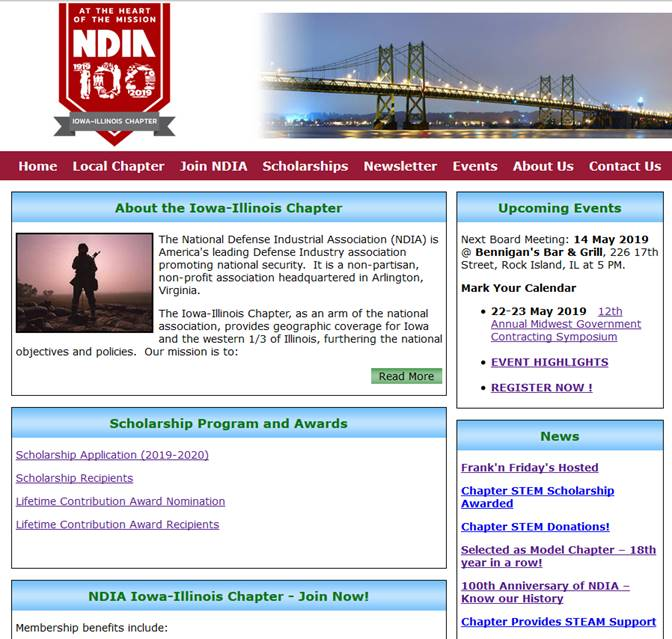 AT THE HEART
OF THE MISSION
NDIA
1919 100 2019
IOWA-ILLINOIS CHAPTER
Home Local Chapter Join NDIA Scholarships Newsletter Events About Us Contact Us
About the Iowa-Illinois Chapter
The National Defense Industrial Association (NDIA) is
America's leading Defense Industry association
promoting national security.  It is a non-partisan,
non-profit association headquartered in Arlington,
Virginia.
The Iowa-Illinois Chapter, as an arm of the national
association, provides geographic coverage for Iowa
and the western 1/3 of Illinois, furthering the national
objectives and policies.  Our mission is to:
Read More
Scholarship Program and Awards
Scholarship Application (2019-2020)
Scholarship Recipients
Lifetime Contribution Award Nomination
Lifetime Contribution Award Recipients
NDIA Iowa-Illinois Chapter - Join Now!
Membership benefits include:
Upcoming Events
Next Board Meeting: 14 May 2019
@ Bennigan's Bar & Grill, 226 17th
Street, Rock Island, IL at 5 PM.
Mark Your Calendar
• 22-23 May 2019   12th
Annual Midwest Government
Contracting Symposium
• EVENT HIGHLIGHTS
• REGISTER NOW !
News
Frank'n Friday's Hosted
Chapter STEM Scholarship
Awarded
Chapter STEM Donations!
Selected as Model Chapter – 18th
year in a row!
100th Anniversary of NDIA –
Know our History
Chapter Provides STEAM Support